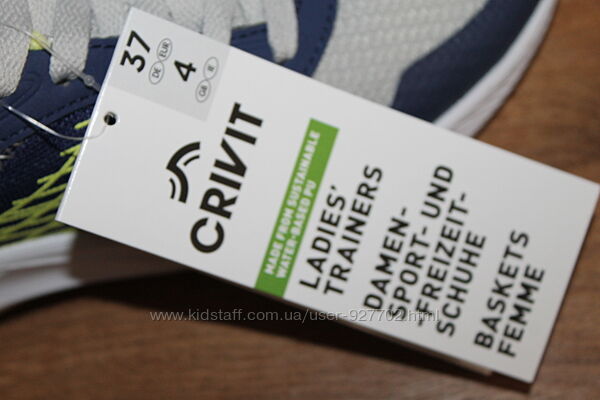 37
DE EUR
4
GB IE
CRIVIT
MADE FROM SUSTAINABLE
WATER-BASED PU
LADIES'
TRAINERS
DAMEN-
SPORT- UND
-FREIZEIT-
SCHUHE
BASKETS
FEMME
www.kidstaff.com.ua/user-927702.html